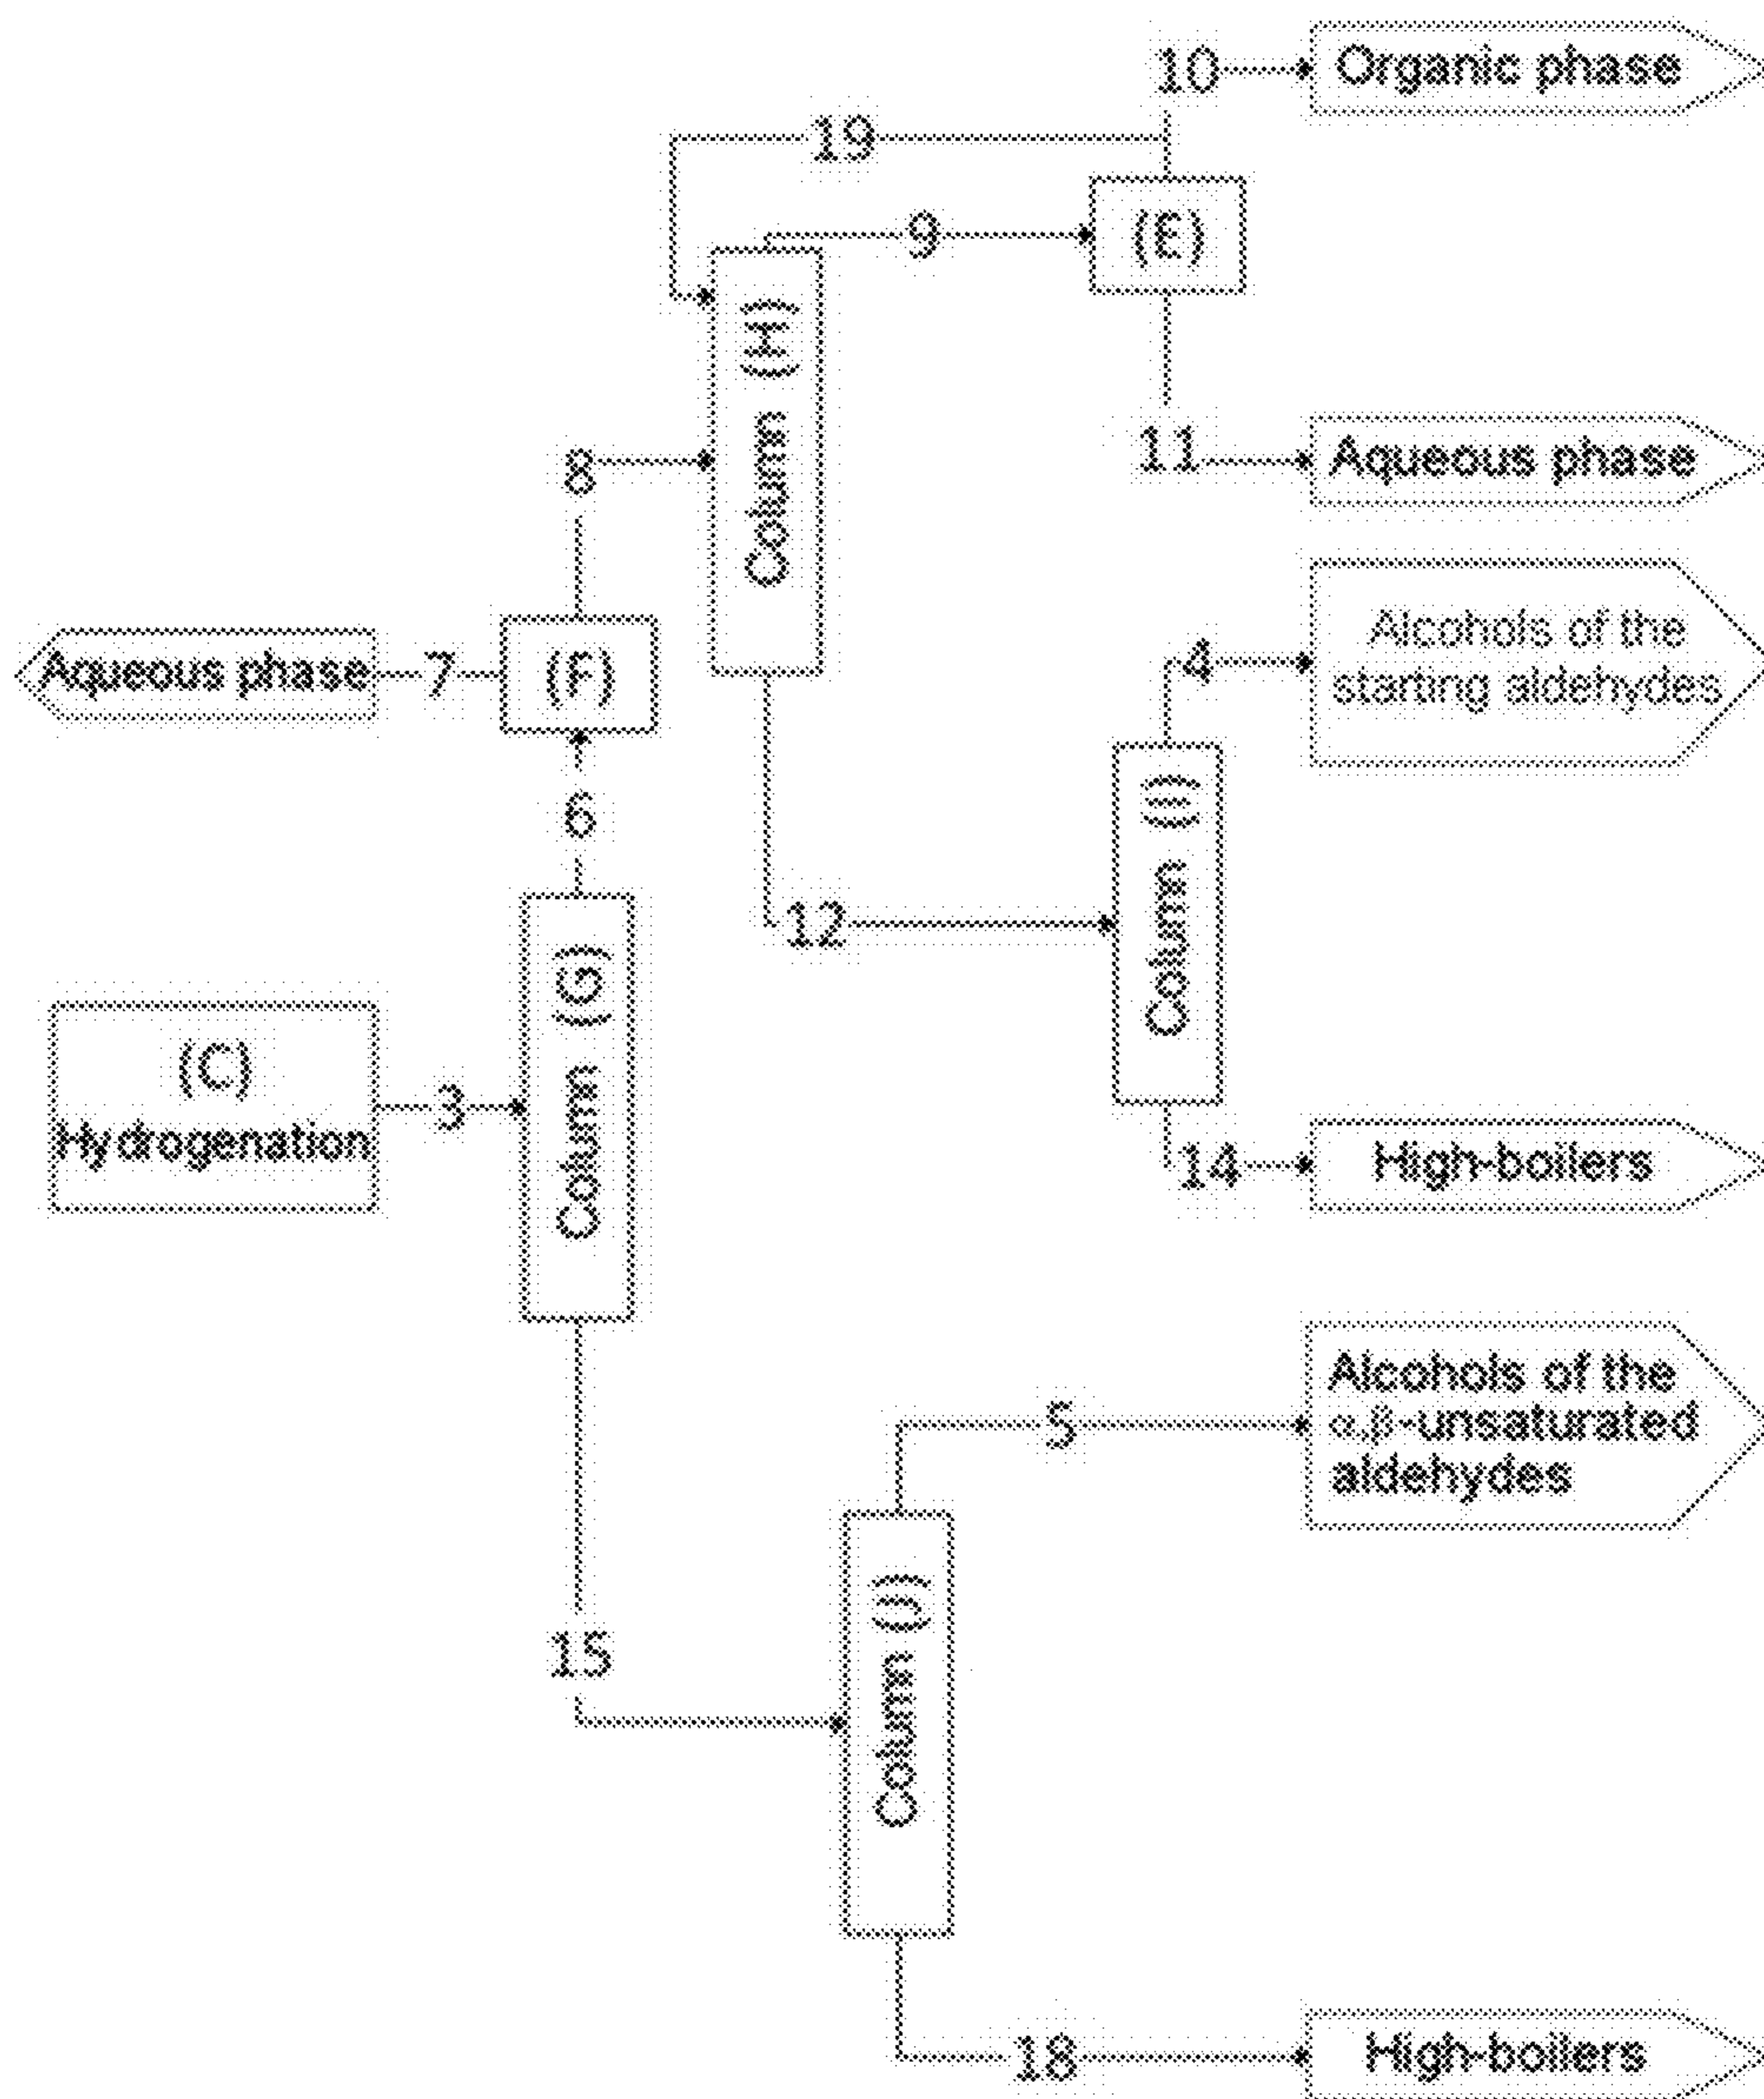 10
Organic phase
19
9
(E)
Column (H)
8
11
Aqueous phase
Aqueous phase
7
(F)
4
Alcohols of the
starting aldehydes
6
Column (I)
12
(C)
Hydrogenation
3
Column (G)
14
High-boilers
5
Alcohols of the
α,β-unsaturated
aldehydes
15
Column (J)
18
High-boilers